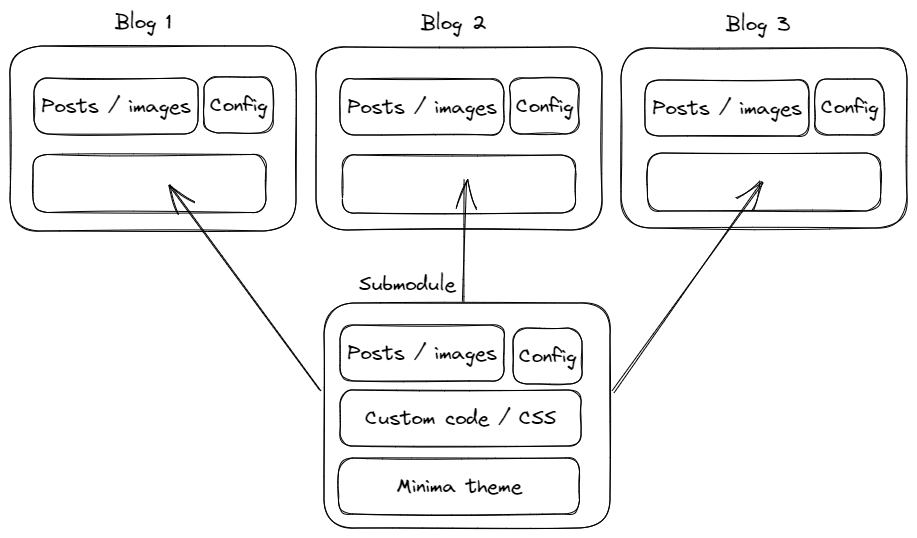 Blog 1
Blog 2
Blog 3
Posts / images
Config
Posts / images
Config
Posts / images
Config
Submodule
Posts / images
Config
Custom code / CSS
Minima theme